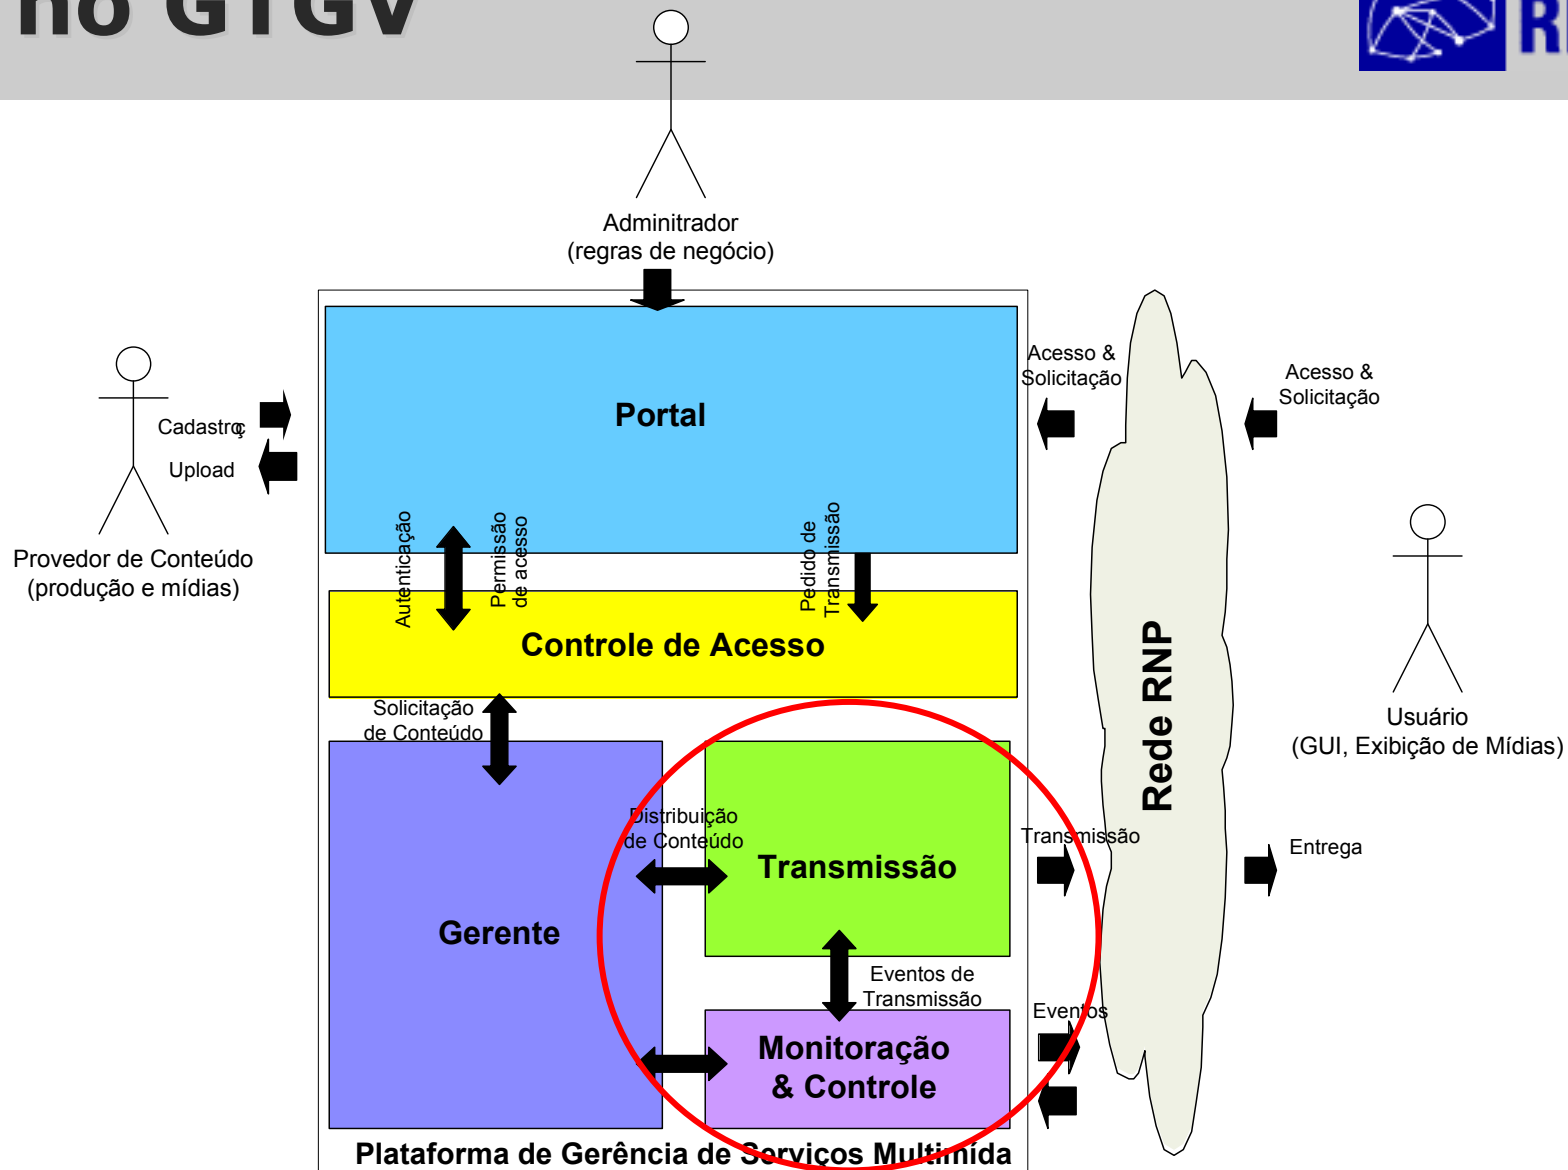 no GTGV
Adminitrador
(regras de negócio)
Acesso &
Solicitação
Acesso &
Solicitação
Portal
Cadastro
Upload
Provedor de Conteúdo
(produção e mídias)
Autenticação
Permissão
de acesso
Pedido de
Transmissão
Controle de Acesso
Solicitação
de Conteúdo
Rede RNP
Usuário
(GUI, Exibição de Mídias)
Distribuição
de Conteúdo
Transmissão
Transmissão
Entrega
Gerente
Eventos de
Transmissão
Eventos
Monitoração
& Controle
Plataforma de Gerência de Serviços Multimída